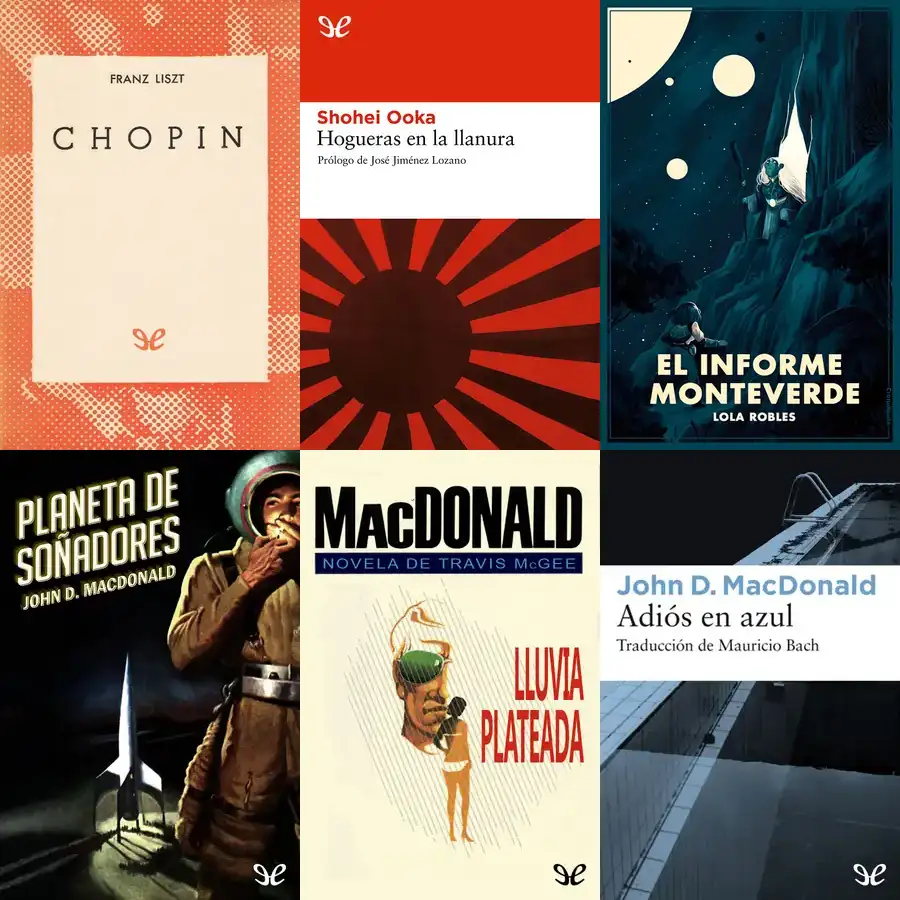 FRANZ LISZT
CHOPIN
Shohei Ooka
Hogueras en la llanura
Prólogo de José Jiménez Lozano
EL INFORME
MONTEVERDE
LOLA ROBLES
PLANETA DE
SOÑADORES
JOHN D. MACDONALD
MACDONALD
NOVELA DE TRAVIS McGEE
LLUVIA
PLATEADA
John D. MacDonald
Adiós en azul
Traducción de Mauricio Bach